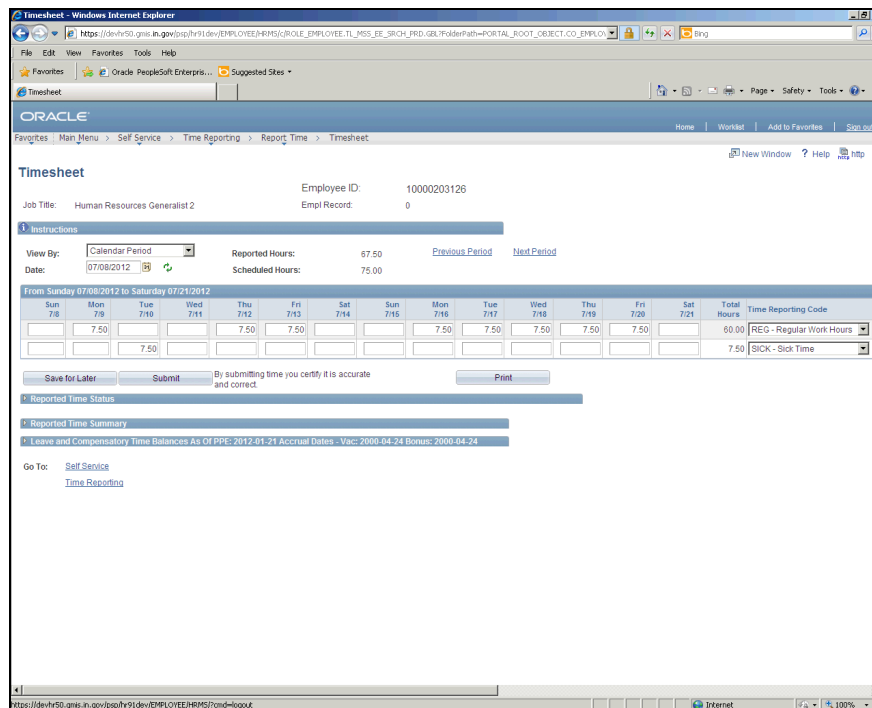 Timesheet - Windows Internet Explorer
https://devhr50.gmis.in.gov/psp/hr91dev/EMPLOYEE/HRMS/c/ROLE_EMPLOYEE.TL_MSS_EE_SRCH_PRD.GBL?FolderPath=PORTAL_ROOT_OBJECT.CO_EMPLO
Bing
File Edit View Favorites Tools Help
Favorites Oracle PeopleSoft Enterpris... Suggested Sites
Timesheet Page Safety Tools
ORACLE
Home | Worklist | Add to Favorites | Sign out
Favorites Main Menu > Self Service > Time Reporting > Report Time > Timesheet
New Window ? Help http
Timesheet
Employee ID: 10000203126
Job Title: Human Resources Generalist 2 Empl Record: 0
Instructions
View By: Calendar Period Reported Hours: 67.50 Previous Period Next Period
Date: 07/08/2012 Scheduled Hours: 75.00
From Sunday 07/08/2012 to Saturday 07/21/2012
Sun 7/8 Mon 7/9 Tue 7/10 Wed 7/11 Thu 7/12 Fri 7/13 Sat 7/14 Sun 7/15 Mon 7/16 Tue 7/17 Wed 7/18 Thu 7/19 Fri 7/20 Sat 7/21 Total Hours Time Reporting Code
7.50 7.50 7.50 7.50 7.50 7.50 7.50 7.50 60.00 REG - Regular Work Hours
7.50 7.50 SICK - Sick Time
Save for Later Submit By submitting time you certify it is accurate and correct. Print
Reported Time Status
Reported Time Summary
Leave and Compensatory Time Balances As Of PPE: 2012-01-21 Accrual Dates - Vac: 2000-04-24 Bonus: 2000-04-24
Go To: Self Service
Time Reporting
https://devhr50.gmis.in.gov/psp/hr91dev/EMPLOYEE/HRMS/?cmd=logout Internet 100%